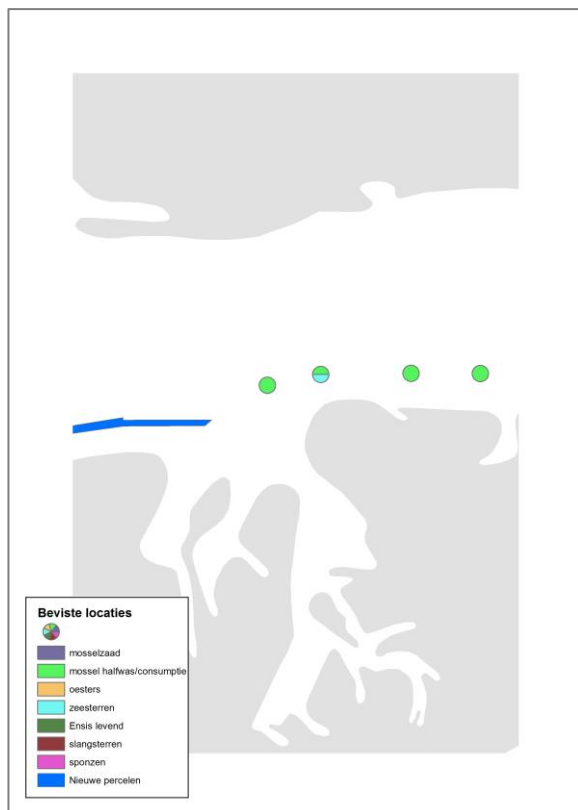 Beviste locaties
mosselzaad
mossel halfwas/consumptie
oesters
zeesterren
Ensis levend
slangsterren
sponzen
Nieuwe percelen